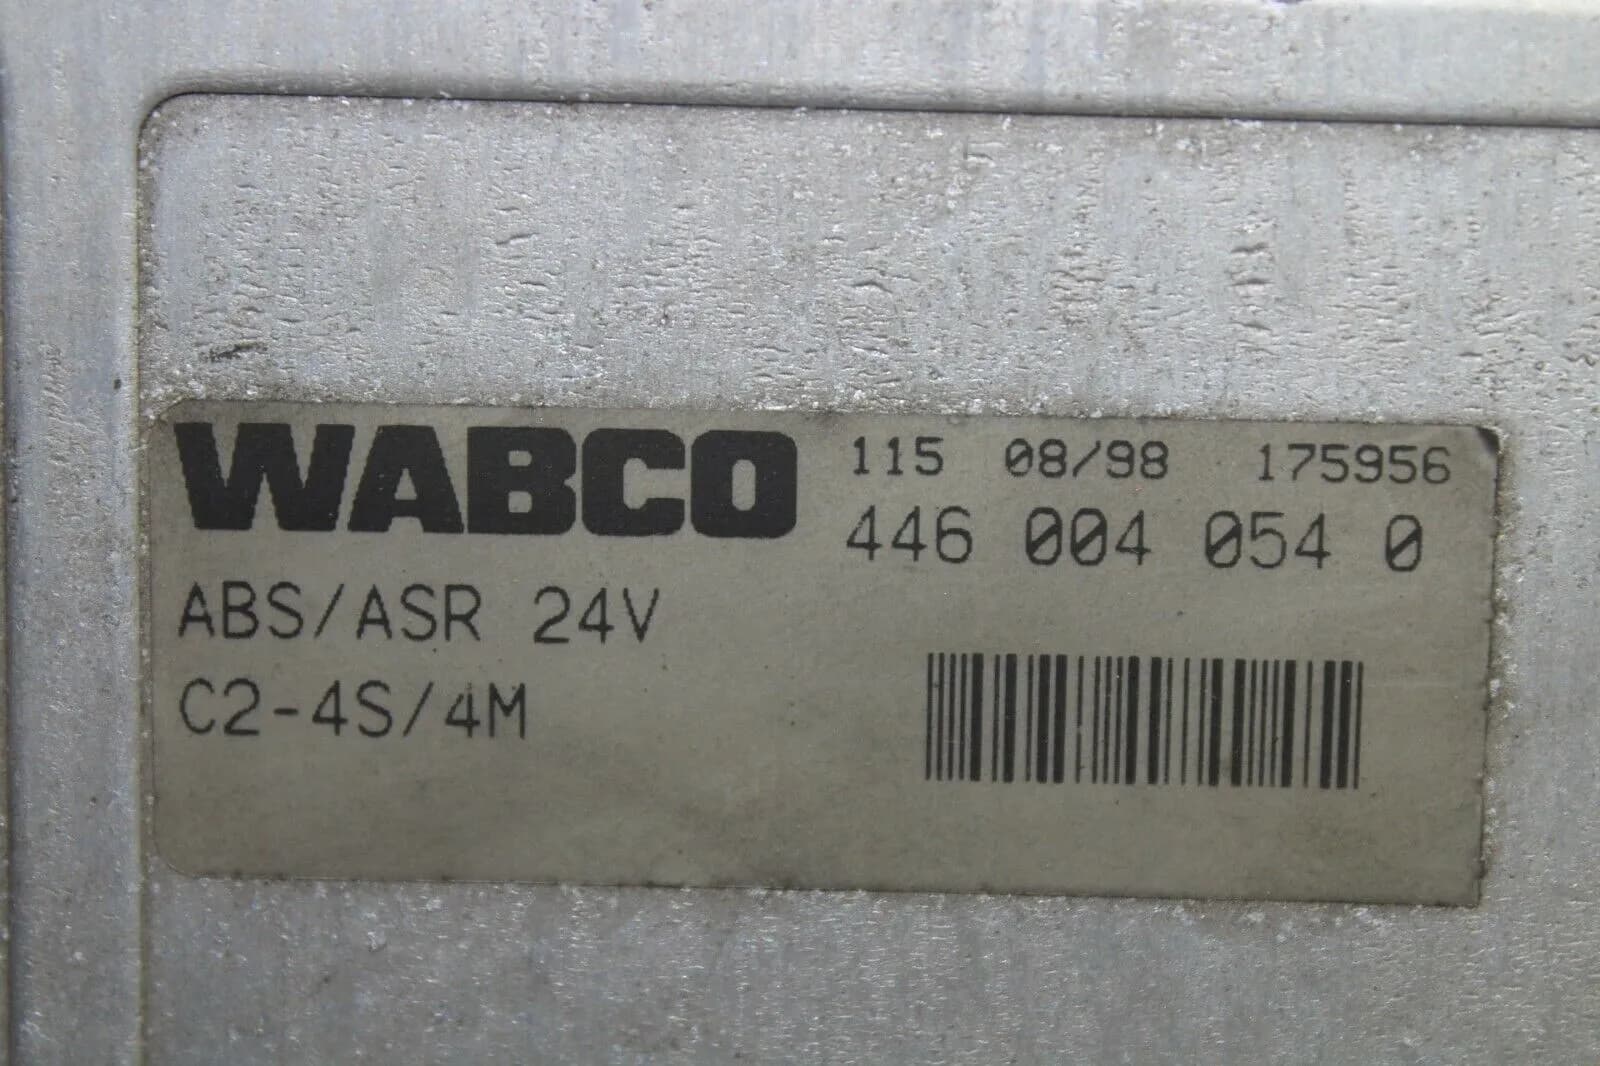 WABCO 115 08/98 175956
446 004 054 0
ABS/ASR 24V
C2-4S/4M